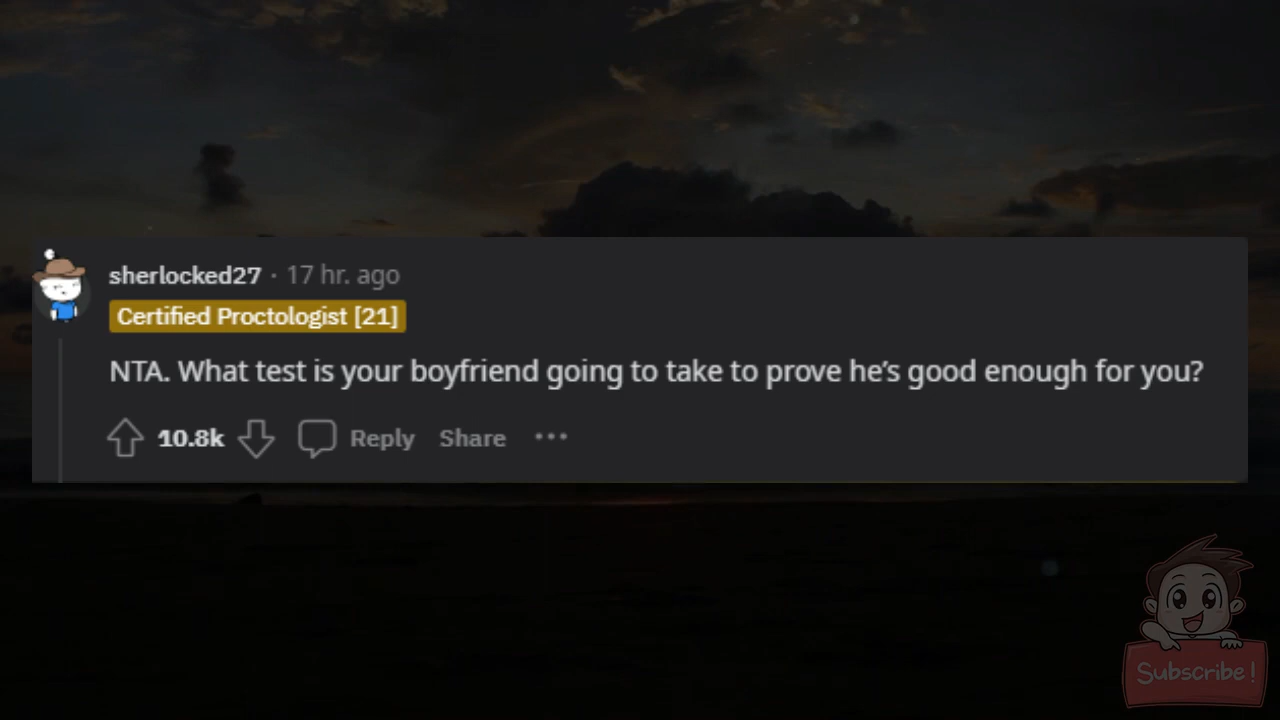 sherlocked27 · 17 hr. ago
Certified Proctologist [21]
NTA. What test is your boyfriend going to take to prove he’s good enough for you?
10.8k Reply Share ···
Subscribe!